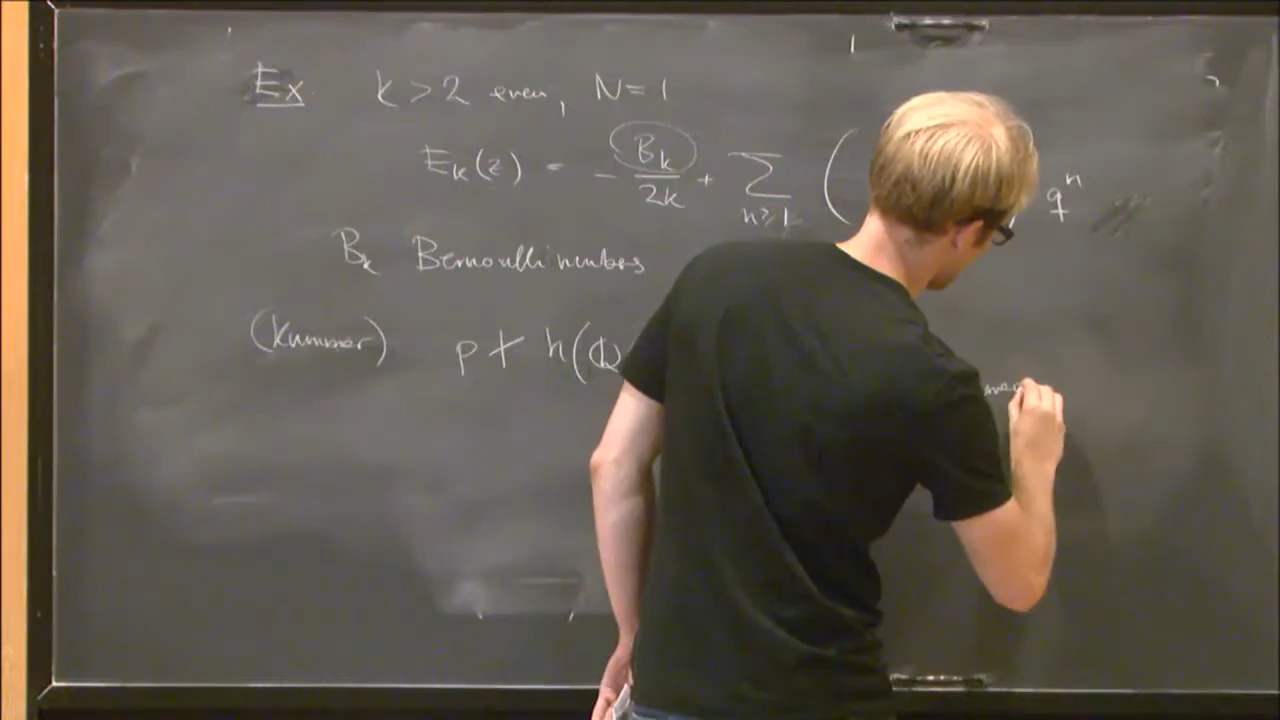 Ex k > 2 even, N = 1
E_k(z) = - B_k / 2k + Σ_{n≥1} ( q^n
B_k Bernoulli numbers
(Kummer) p ∤ h(Q